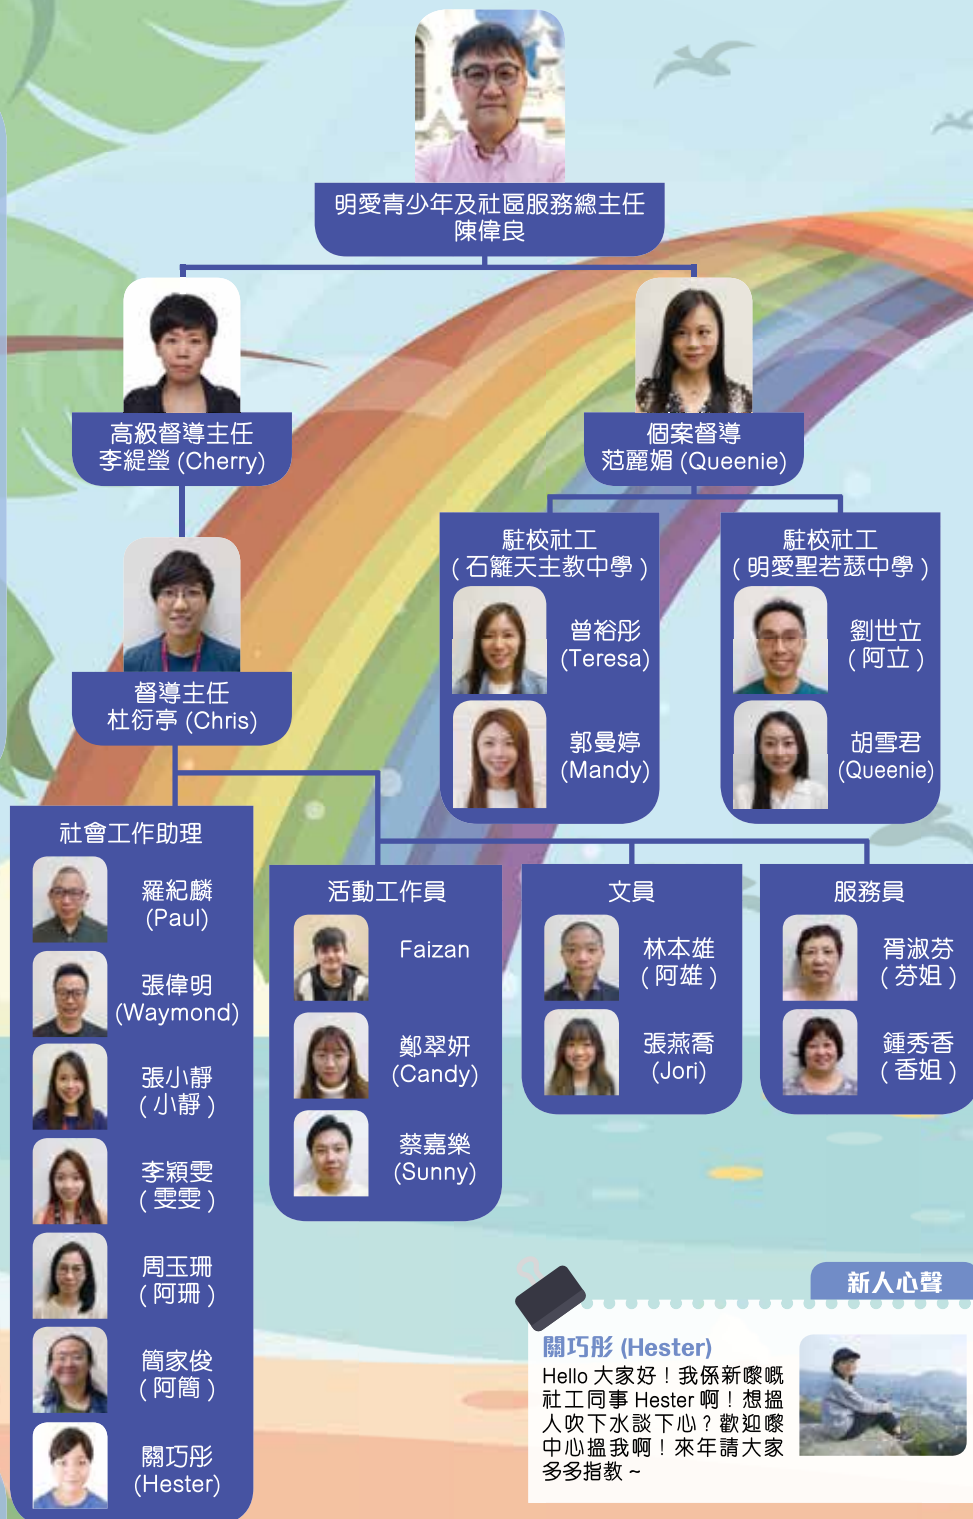 明愛青少年及社區服務總主任
陳偉良
高級督導主任
李緹瑩 (Cherry)
個案督導
范麗媚 (Queenie)
督導主任
杜衍亭 (Chris)
駐校社工
( 石籬天主教中學 )
曾裕彤
(Teresa)
郭曼婷
(Mandy)
駐校社工
( 明愛聖若瑟中學 )
劉世立
( 阿立 )
胡雪君
(Queenie)
社會工作助理
羅紀麟
(Paul)
張偉明
(Waymond)
張小靜
( 小靜 )
李穎雯
( 雯雯 )
周玉珊
( 阿珊 )
簡家俊
( 阿簡 )
關巧彤
(Hester)
活動工作員
Faizan
鄭翠妍
(Candy)
蔡嘉樂
(Sunny)
文員
林本雄
( 阿雄 )
張燕喬
(Jori)
服務員
胥淑芬
( 芬姐 )
鍾秀香
( 香姐 )
新人心聲
關巧彤 (Hester)
Hello 大家好！我係新嚟嘅
社工同事 Hester 啊！想搵
人吹下水談下心？歡迎嚟
中心搵我啊！來年請大家
多多指教 ~